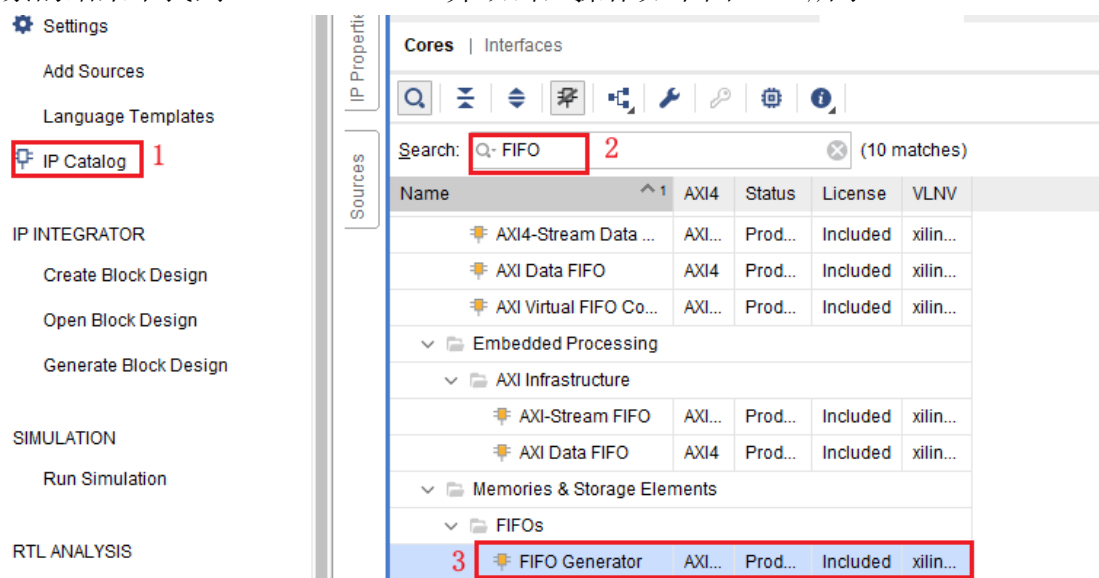 Settings
Add Sources
Language Templates
IP Catalog 1
IP INTEGRATOR
Create Block Design
Open Block Design
Generate Block Design
SIMULATION
Run Simulation
RTL ANALYSIS
IP Properti
Sources
Cores | Interfaces
Search: FIFO 2 (10 matches)
Name 1 AXI4 Status License VLNV
AXI4-Stream Data ... AXI... Prod... Included xilin...
AXI Data FIFO AXI4 Prod... Included xilin...
AXI Virtual FIFO Co... AXI... Prod... Included xilin...
Embedded Processing
AXI Infrastructure
AXI-Stream FIFO AXI... Prod... Included xilin...
AXI Data FIFO AXI4 Prod... Included xilin...
Memories & Storage Elements
FIFOs
3 FIFO Generator AXI... Prod... Included xilin...